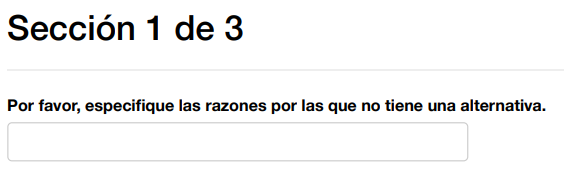 Sección 1 de 3
Por favor, especifique las razones por las que no tiene una alternativa.